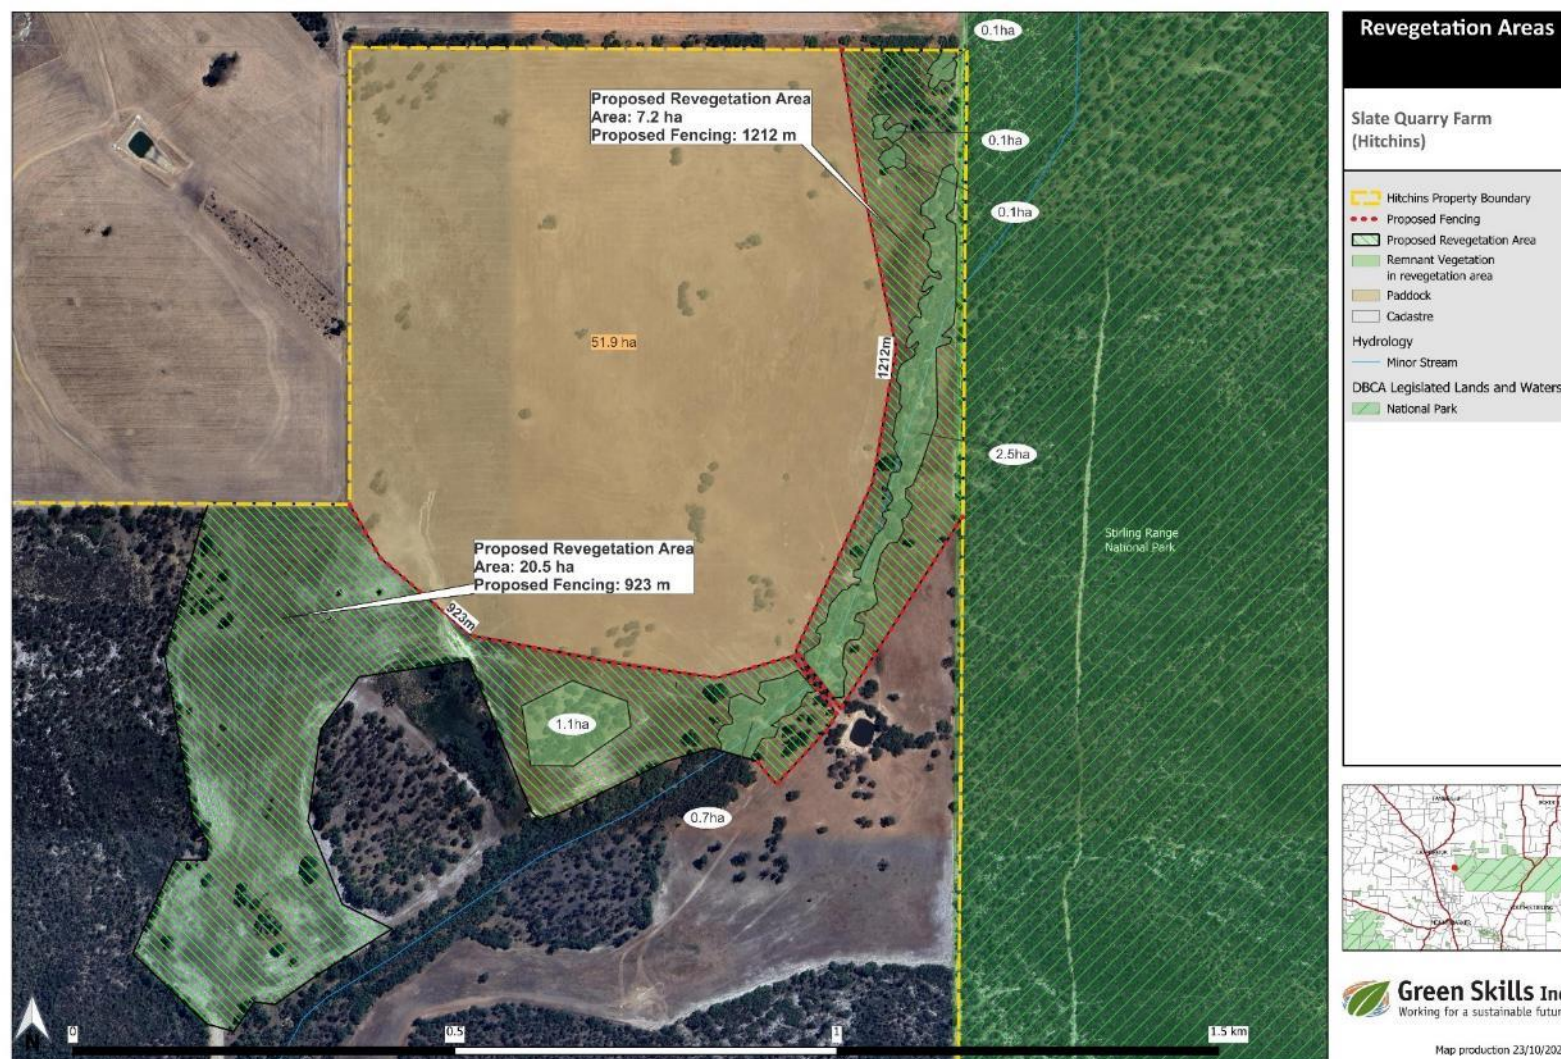 Revegetation Areas
Slate Quarry Farm
(Hitchins)
Hitchins Property Boundary
Proposed Fencing
Proposed Revegetation Area
Remnant Vegetation
in revegetation area
Paddock
Cadastre
Hydrology
Minor Stream
DBCA Legislated Lands and Waters
National Park
0.1ha
Proposed Revegetation Area
Area: 7.2 ha
Proposed Fencing: 1212 m
0.1ha
0.1ha
51.9 ha
1212m
2.5ha
Stirling Range
National Park
Proposed Revegetation Area
Area: 20.5 ha
Proposed Fencing: 923 m
923m
1.1ha
0.7ha
N
0
0.5
1
1.5 km
Green Skills Inc
Working for a sustainable futur
Map production 23/10/202